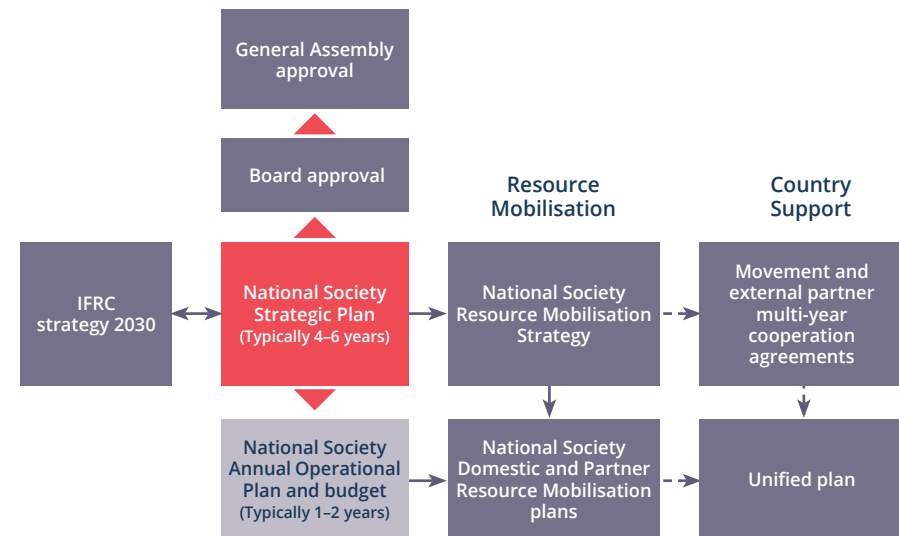 General Assembly
approval
Board approval
Resource
Mobilisation
Country
Support
IFRC
strategy 2030
National Society
Strategic Plan
(Typically 4–6 years)
National Society
Resource Mobilisation
Strategy
Movement and
external partner
multi-year
cooperation
agreements
National Society
Annual Operational
Plan and budget
(Typically 1–2 years)
National Society
Domestic and Partner
Resource Mobilisation
plans
Unified plan